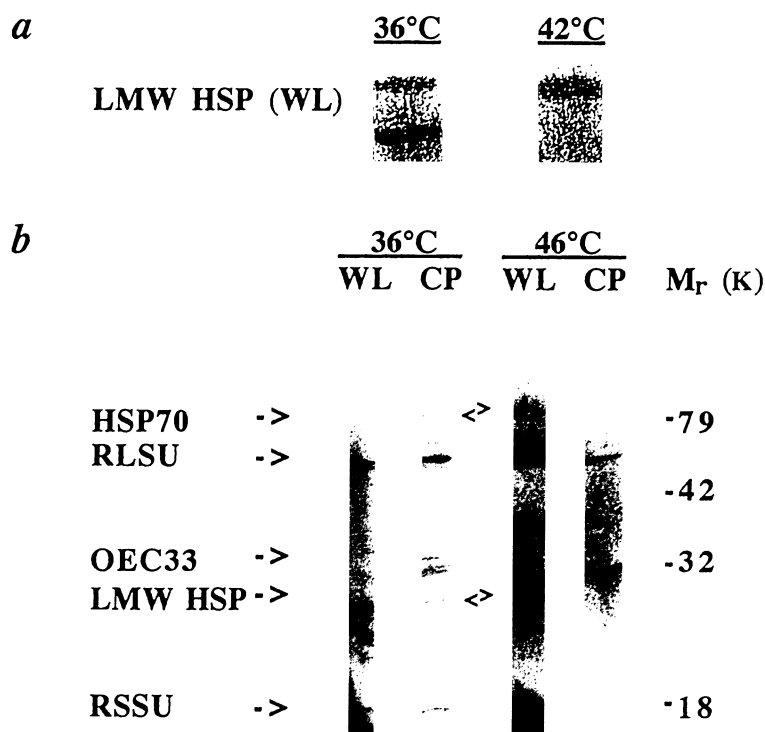 a
36°C 42°C
LMW HSP (WL)
b
36°C 46°C
WL CP WL CP Mr (K)
HSP70 -> <> -79
RLSU ->
-42
OEC33 -> -32
LMW HSP -> <>
RSSU -> -18